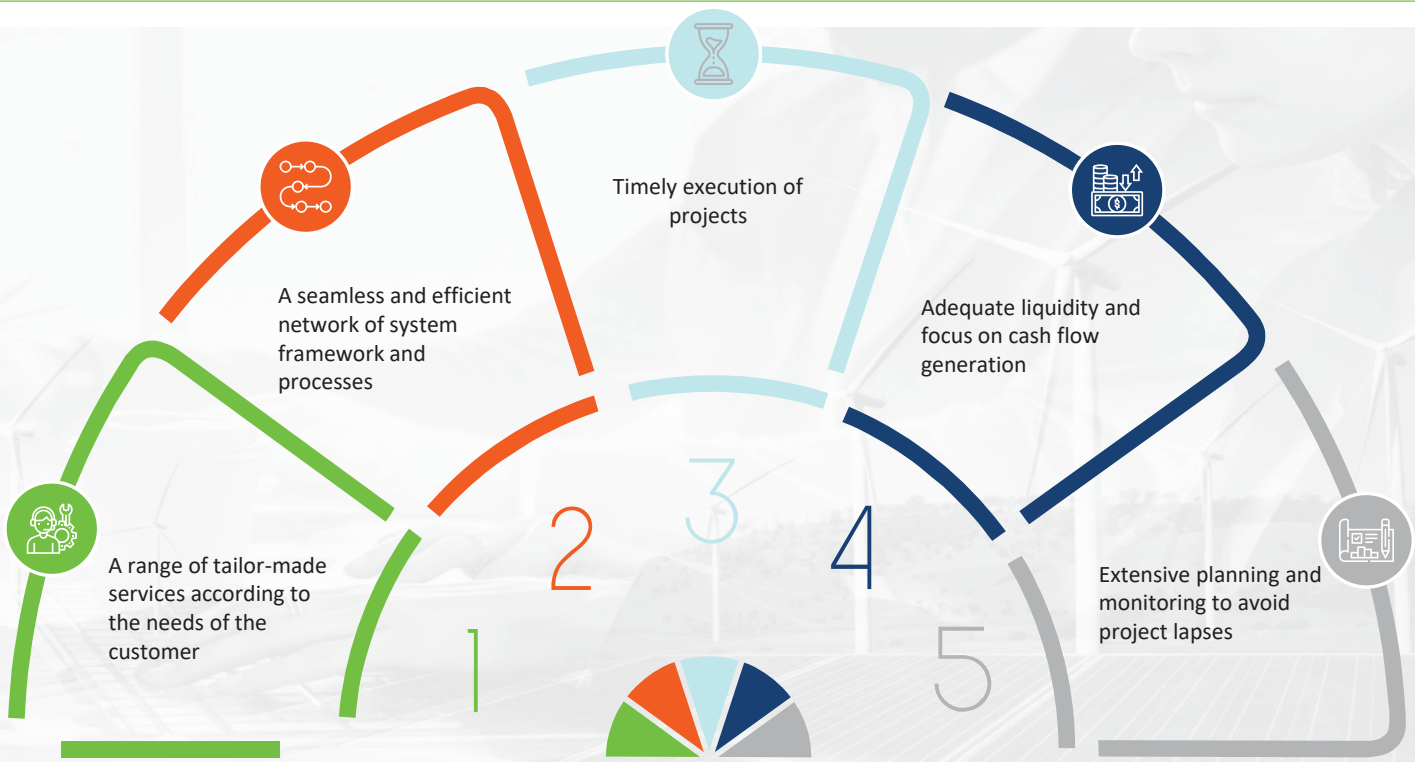 1
A range of tailor-made
services according to
the needs of the
customer
2
A seamless and efficient
network of system
framework and
processes
3
Timely execution of
projects
4
Adequate liquidity and
focus on cash flow
generation
5
Extensive planning and
monitoring to avoid
project lapses